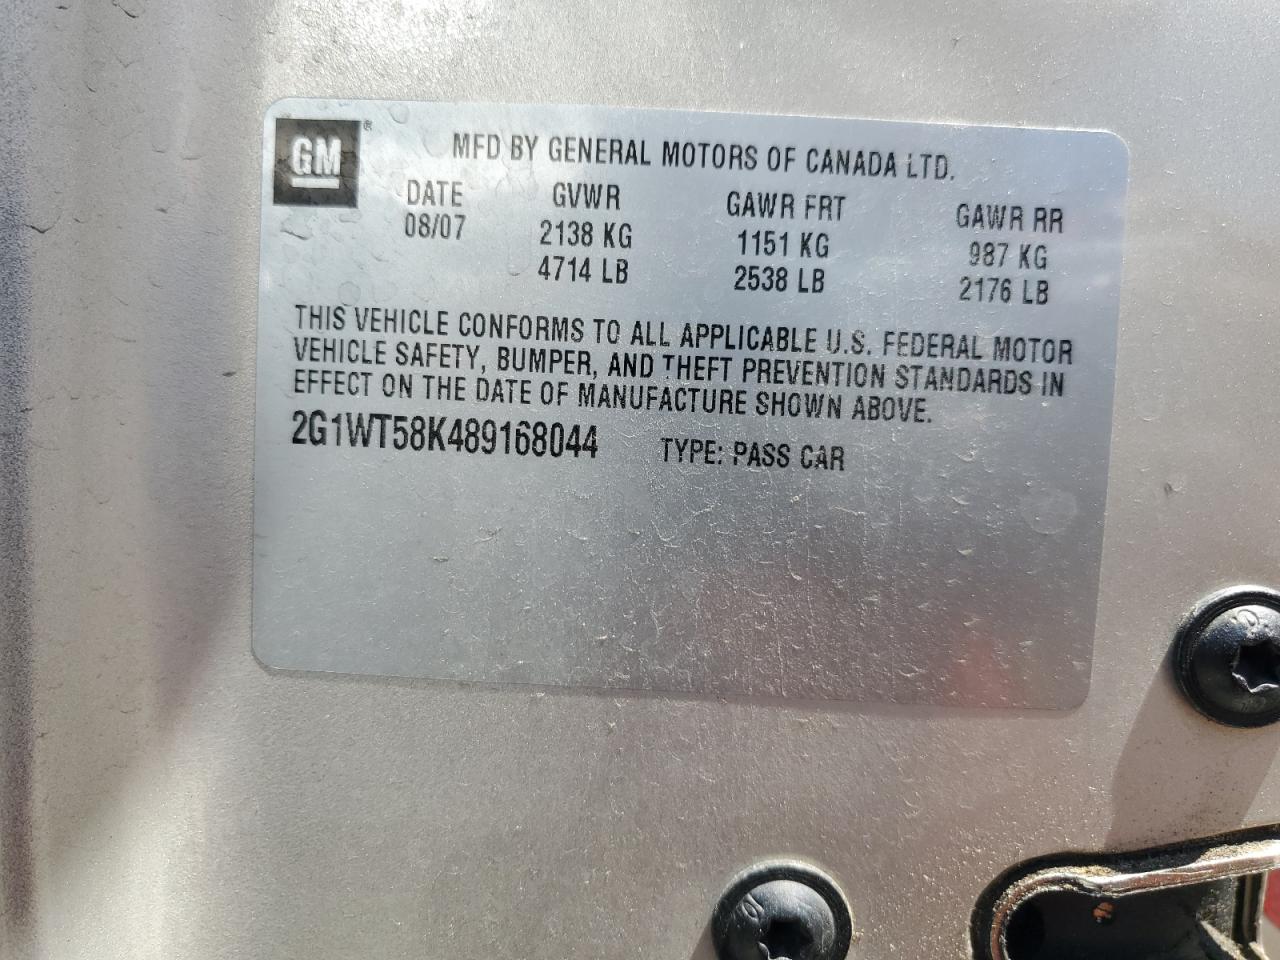 GM ®
MFD BY GENERAL MOTORS OF CANADA LTD.
DATE GVWR GAWR FRT GAWR RR
08/07 2138 KG 1151 KG 987 KG
4714 LB 2538 LB 2176 LB
THIS VEHICLE CONFORMS TO ALL APPLICABLE U.S. FEDERAL MOTOR
VEHICLE SAFETY, BUMPER, AND THEFT PREVENTION STANDARDS IN
EFFECT ON THE DATE OF MANUFACTURE SHOWN ABOVE.
2G1WT58K489168044 TYPE: PASS CAR